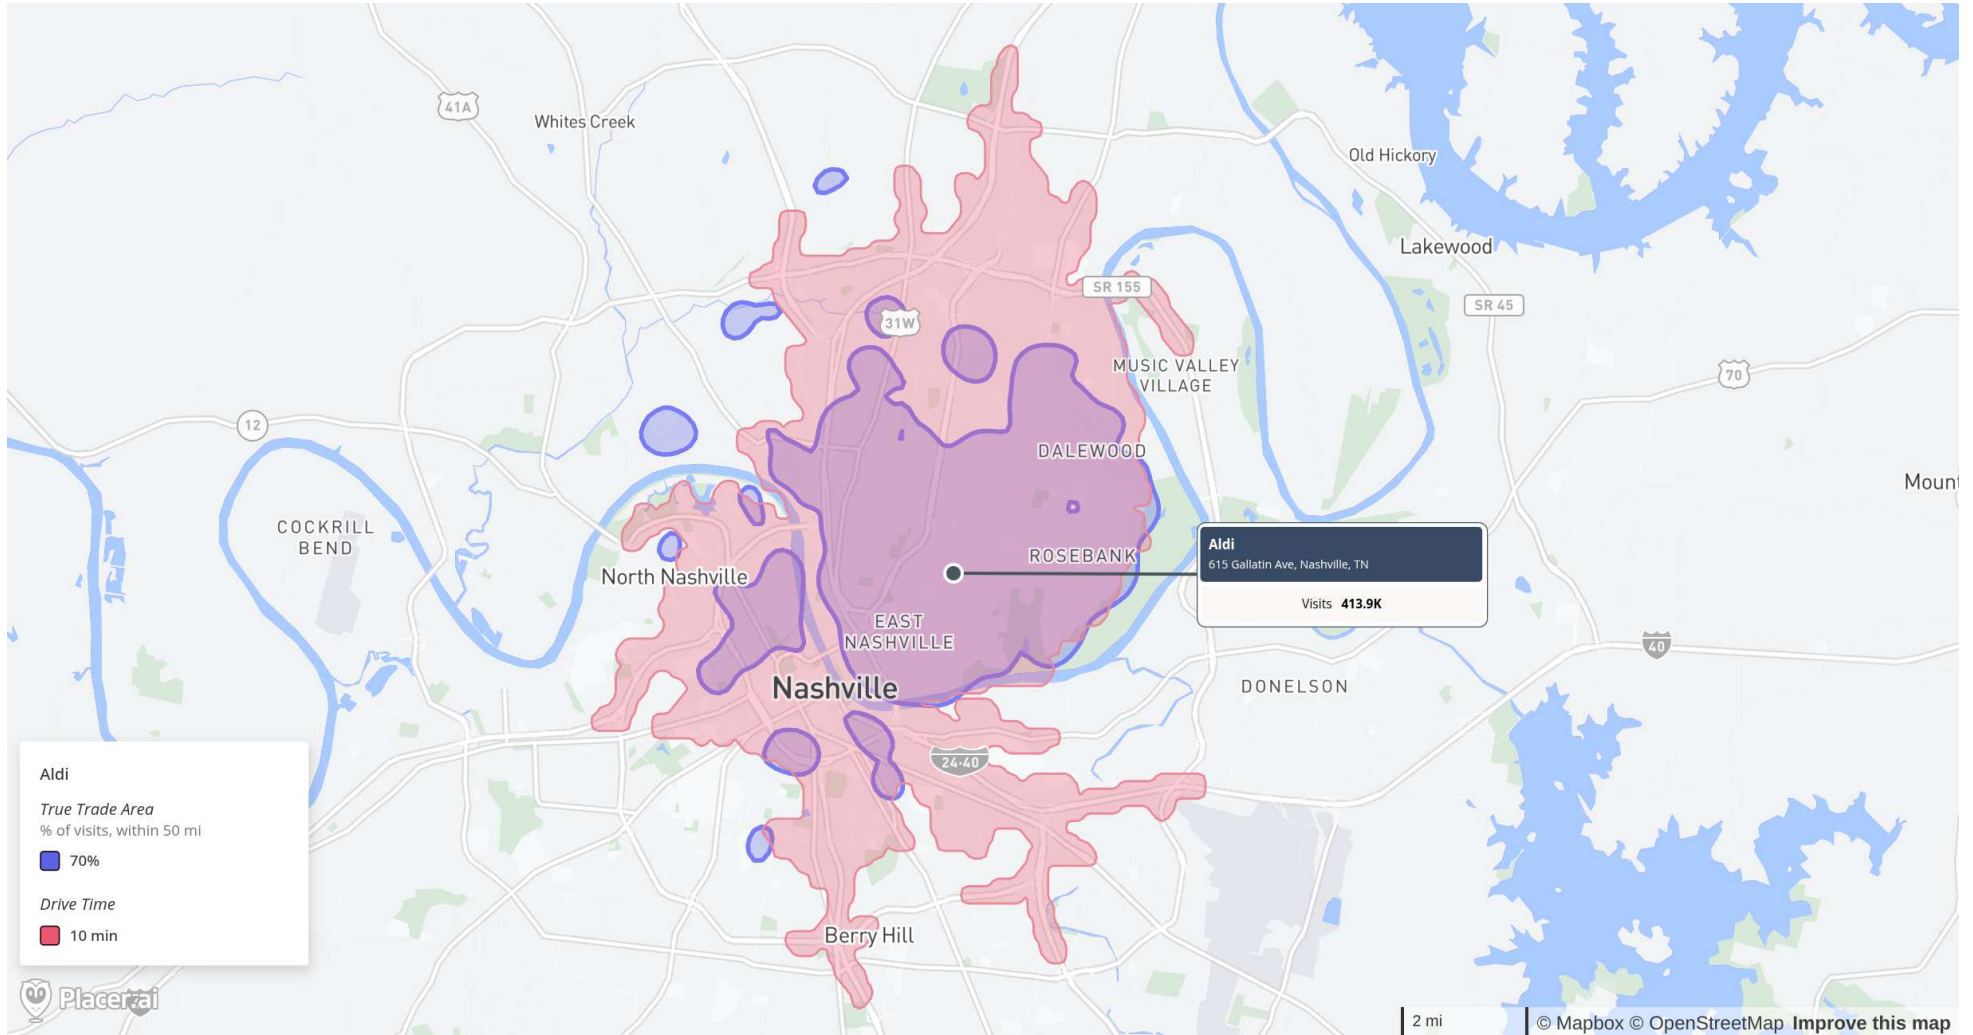 41A
Whites Creek
Old Hickory
Lakewood
SR 155
SR 45
31W
MUSIC VALLEY
VILLAGE
70
12
DALEWOOD
Mount
COCKRILL
BEND
ROSEBANK
North Nashville
Aldi
615 Gallatin Ave, Nashville, TN
Visits 413.9K
EAST
NASHVILLE
40
Nashville
DONELSON
24-40
Aldi
True Trade Area
% of visits, within 50 mi
70%
Drive Time
10 min
Berry Hill
Placer.ai
2 mi
© Mapbox © OpenStreetMap Improve this map